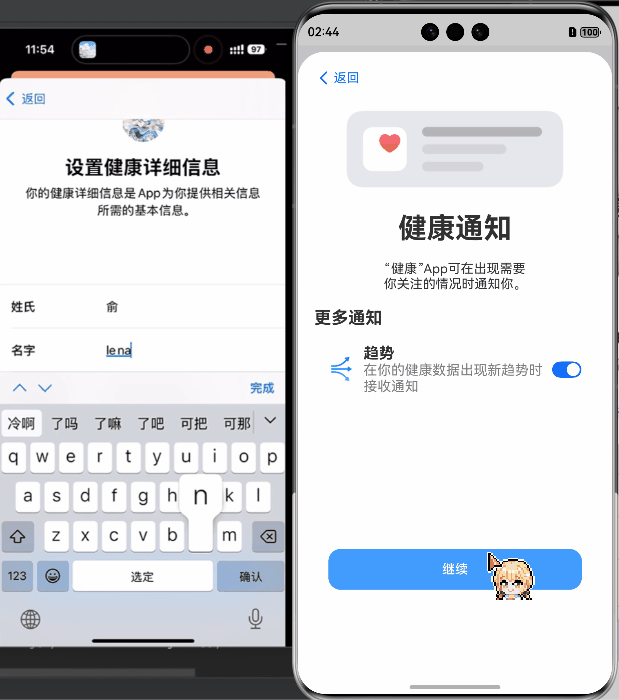 11:54
97
返回
设置健康详细信息
你的健康详细信息是App为你提供相关信息
所需的基本信息。
姓氏
俞
名字
le na
完成
冷啊 了吗 了嘛 了吧 可把 可那
q w e r t y u i o p
a s d f g h n k l
z x c v b m
123 选定 确认
02:44
100
返回
健康通知
“健康”App可在出现需要
你关注的情况时通知你。
更多通知
趋势
在你的健康数据出现新趋势时
接收通知
继续